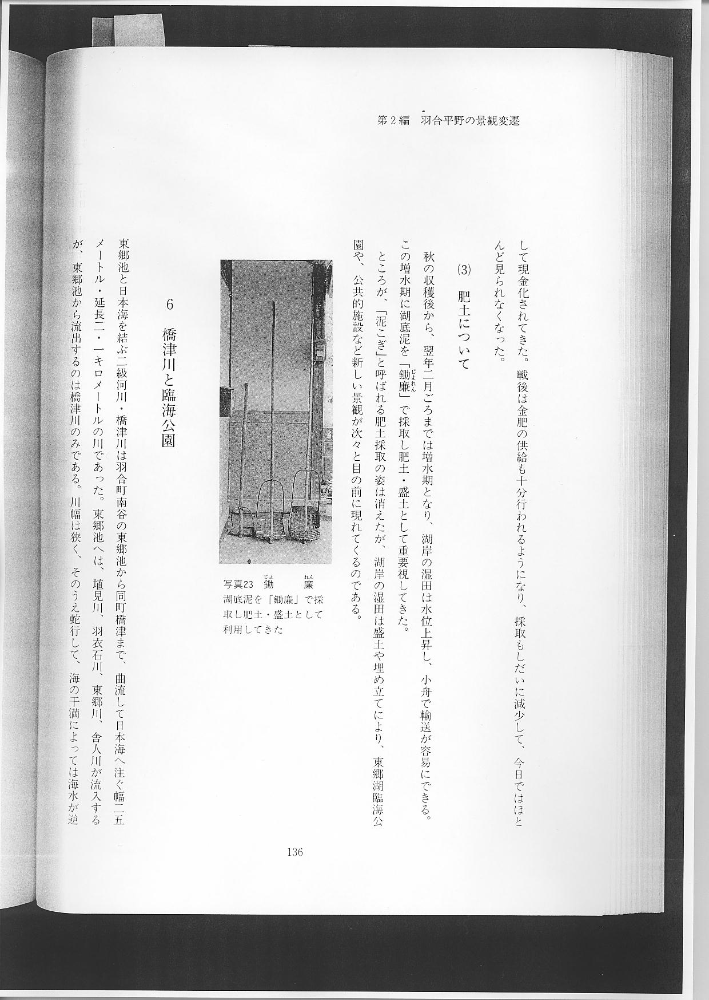 第2編　羽合平野の景観変遷
して現金化されてきた。戦後は金肥の供給も十分行われるようになり、採取もしだいに減少して、今日ではほと
んど見られなくなった。
(3)　肥土について
秋の収穫後から、翌年二月ごろまでは増水期となり、湖岸の湿田は水位上昇し、小舟で輸送が容易にできる。
この増水期に湖底泥を「鋤廉」で採取し肥土・盛土として重要視してきた。
じよれん
ところが、「泥こぎ」と呼ばれる肥土採取の姿は消えたが、湖岸の湿田は盛土や埋め立てにより、東郷湖臨海公
園や、公共的施設など新しい景観が次々と目の前に現れてくるのである。
じよ　れん
写真23　鋤　廉
湖底泥を「鋤廉」で採
取し肥土・盛土として
利用してきた
6　橋津川と臨海公園
東郷池と日本海を結ぶ二級河川・橋津川は羽合町南谷の東郷池から同町橋津まで、曲流して日本海へ注ぐ幅二五
メートル・延長二・一キロメートルの川であった。東郷池へは、埴見川、羽衣石川、東郷川、舎人川が流入する
が、東郷池から流出するのは橋津川のみである。川幅は狭く、そのうえ蛇行して、海の干満によっては海水が逆
136